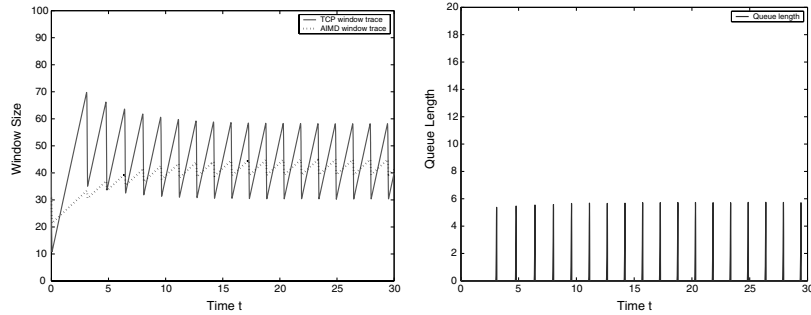 100
90
80
70
60
50
40
30
20
10
0
Window Size
TCP window trace
AIMD window trace
0 5 10 15 20 25 30
Time t
20
18
16
14
12
10
8
6
4
2
0
Queue Length
Queue length
0 5 10 15 20 25 30
Time t